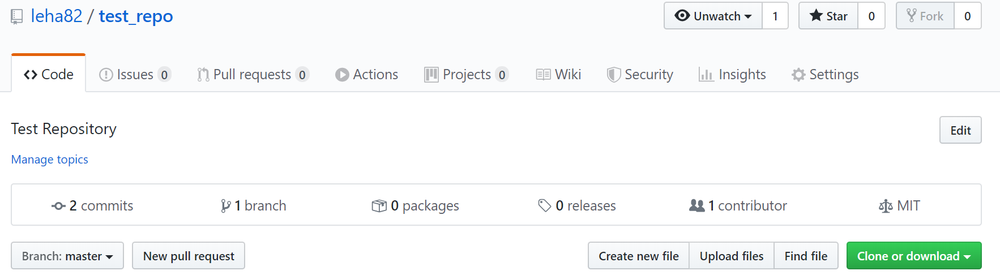 leha82 / test_repo Unwatch 1 Star 0 Fork 0
Code Issues 0 Pull requests 0 Actions Projects 0 Wiki Security Insights Settings
Test Repository Edit
Manage topics
2 commits 1 branch 0 packages 0 releases 1 contributor MIT
Branch: master New pull request Create new file Upload files Find file Clone or download